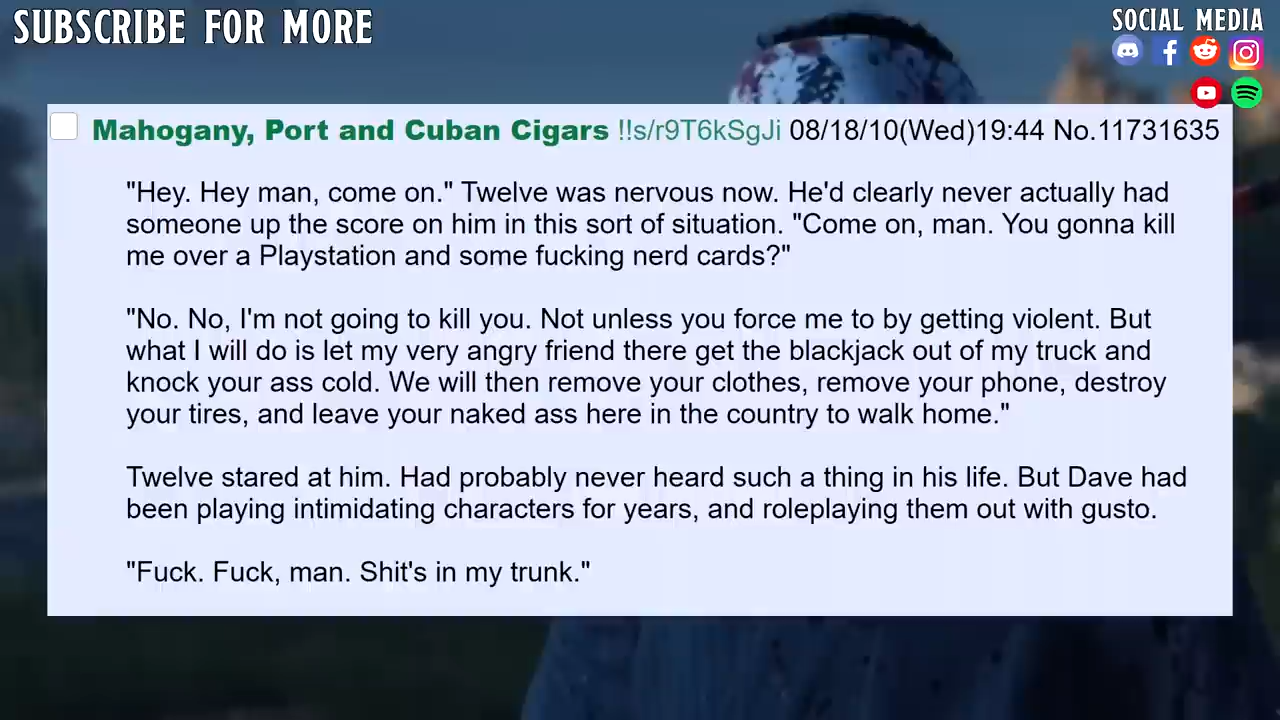 SUBSCRIBE FOR MORE
SOCIAL MEDIA
Mahogany, Port and Cuban Cigars !!s/r9T6kSgJi 08/18/10(Wed)19:44 No.11731635
"Hey. Hey man, come on." Twelve was nervous now. He'd clearly never actually had
someone up the score on him in this sort of situation. "Come on, man. You gonna kill
me over a Playstation and some fucking nerd cards?"
"No. No, I'm not going to kill you. Not unless you force me to by getting violent. But
what I will do is let my very angry friend there get the blackjack out of my truck and
knock your ass cold. We will then remove your clothes, remove your phone, destroy
your tires, and leave your naked ass here in the country to walk home."
Twelve stared at him. Had probably never heard such a thing in his life. But Dave had
been playing intimidating characters for years, and roleplaying them out with gusto.
"Fuck. Fuck, man. Shit's in my trunk."